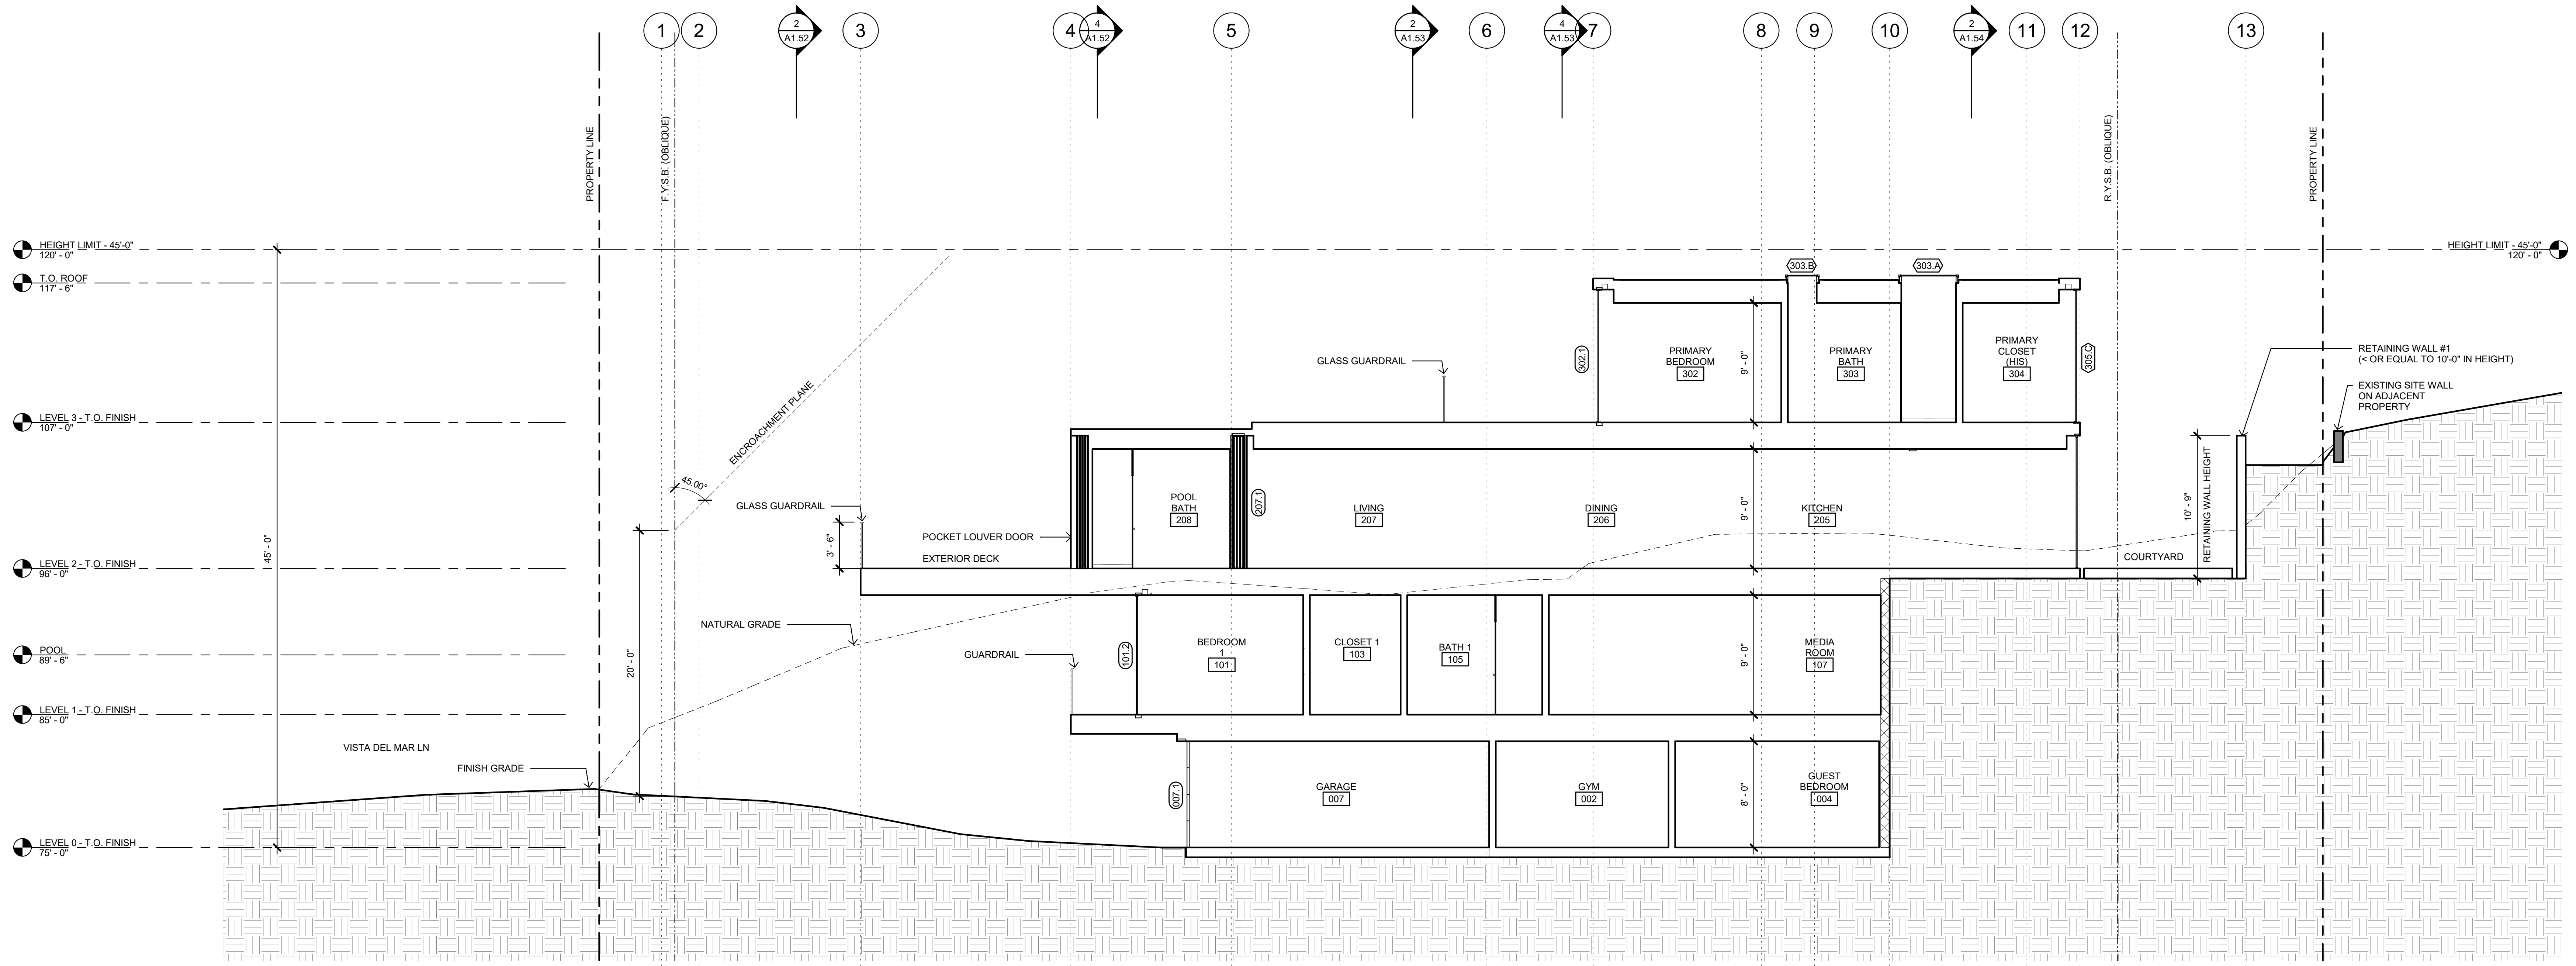 1
2
2
A1.52
3
4
4
A1.52
5
2
A1.53
6
4
A1.53
7
8
9
10
2
A1.54
11
12
13
PROPERTY LINE
F.Y.S.B. (OBLIQUE)
R.Y.S.B. (OBLIQUE)
PROPERTY LINE
HEIGHT LIMIT - 45'-0"
120' - 0"
HEIGHT LIMIT - 45'-0"
120' - 0"
T.O. ROOF
117' - 6"
303.B
303.A
ENCROACHMENT PLANE
45.00°
GLASS GUARDRAIL
302.1
PRIMARY
BEDROOM
302
9' - 0"
PRIMARY
BATH
303
PRIMARY
CLOSET
(HIS)
304
305.C
RETAINING WALL #1
(< OR EQUAL TO 10'-0" IN HEIGHT)
EXISTING SITE WALL
ON ADJACENT
PROPERTY
LEVEL 3 - T.O. FINISH
107' - 0"
45' - 0"
GLASS GUARDRAIL
3' - 6"
POCKET LOUVER DOOR
EXTERIOR DECK
POOL
BATH
208
207.1
LIVING
207
DINING
206
9' - 0"
KITCHEN
205
COURTYARD
10' - 9"
RETAINING WALL HEIGHT
LEVEL 2 - T.O. FINISH
96' - 0"
20' - 0"
NATURAL GRADE
GUARDRAIL
101.2
BEDROOM
1
101
CLOSET 1
103
BATH 1
105
9' - 0"
MEDIA
ROOM
107
POOL
89' - 6"
LEVEL 1 - T.O. FINISH
85' - 0"
VISTA DEL MAR LN
FINISH GRADE
007.1
GARAGE
007
GYM
002
8' - 0"
GUEST
BEDROOM
004
LEVEL 0 - T.O. FINISH
75' - 0"